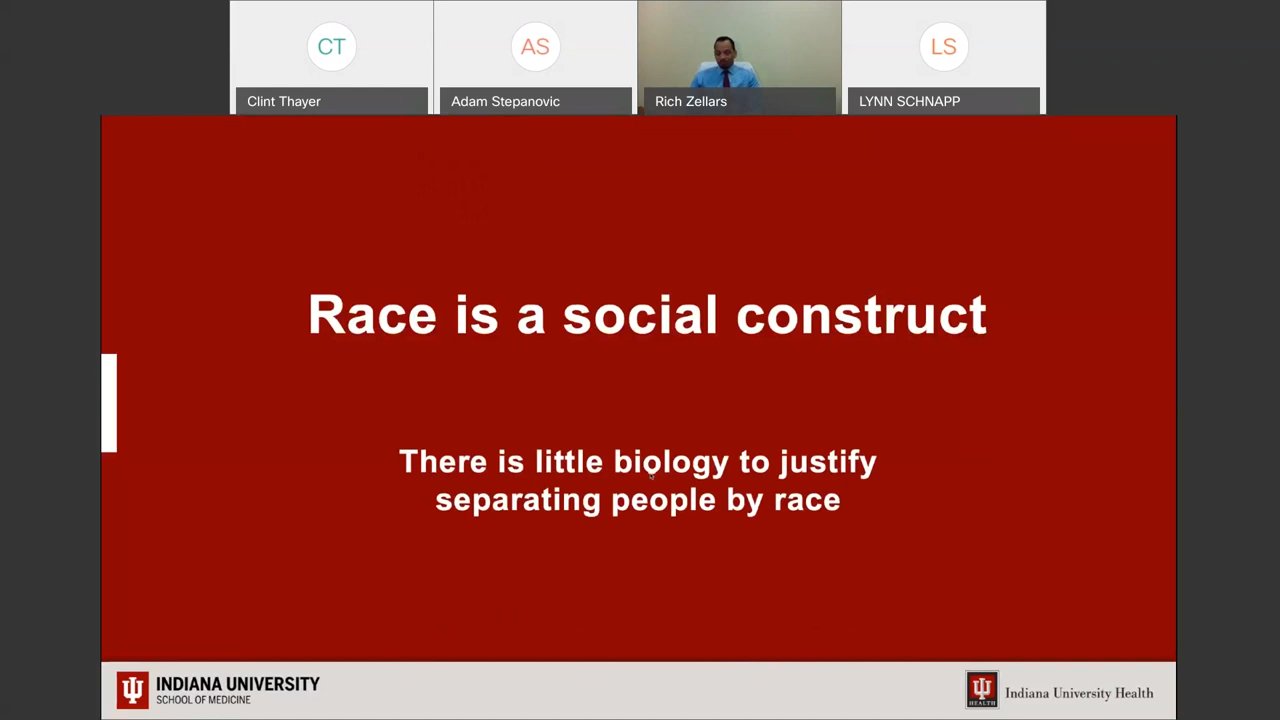 CT
AS
LS
Clint Thayer
Adam Stepanovic
Rich Zellars
LYNN SCHNAPP
Race is a social construct
There is little biology to justify
separating people by race
INDIANA UNIVERSITY
SCHOOL OF MEDICINE
HEALTH
Indiana University Health